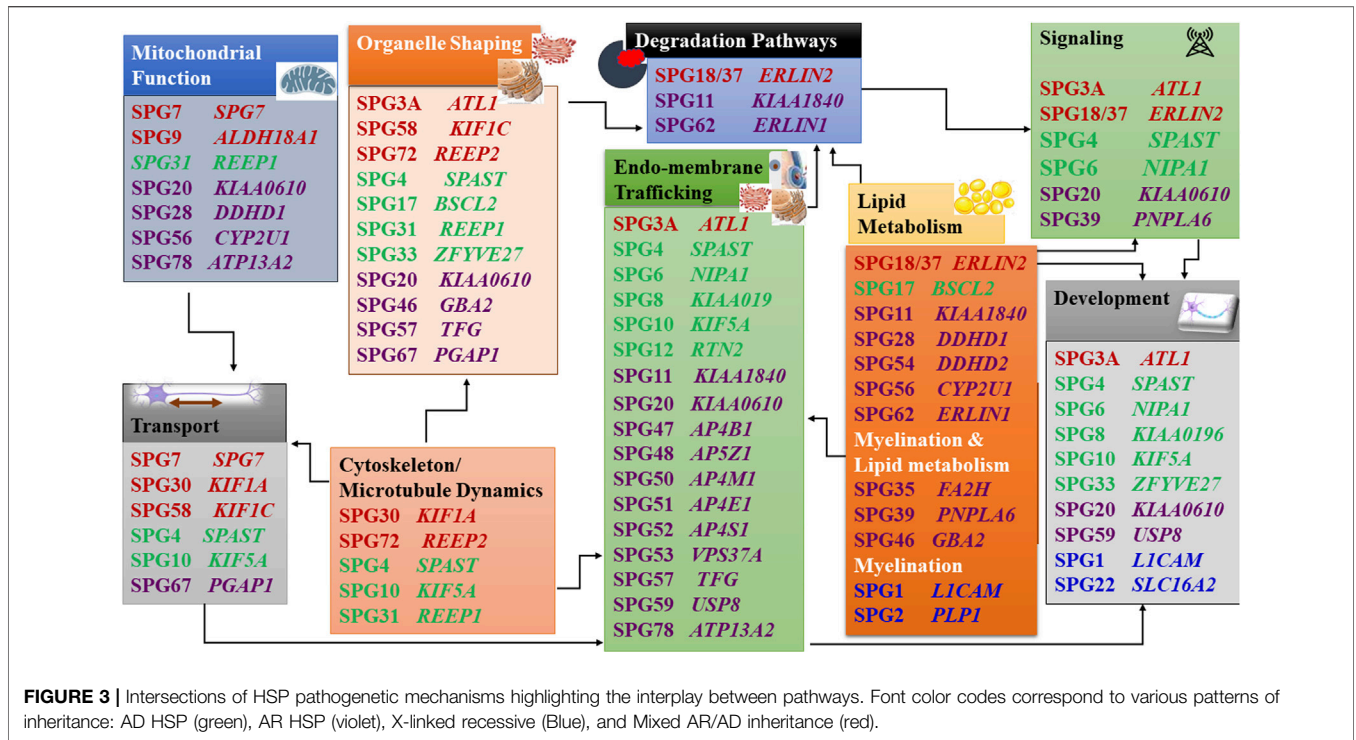 Mitochondrial
Function
SPG7 SPG7
SPG9 ALDH18A1
SPG31 REEP1
SPG20 KIAA0610
SPG28 DDHD1
SPG56 CYP2U1
SPG78 ATP13A2
Organelle Shaping
SPG3A ATL1
SPG58 KIF1C
SPG72 REEP2
SPG4 SPAST
SPG17 BSCL2
SPG31 REEP1
SPG33 ZFYVE27
SPG20 KIAA0610
SPG46 GBA2
SPG57 TFG
SPG67 PGAP1
Degradation Pathways
SPG18/37 ERLIN2
SPG11 KIAA1840
SPG62 ERLIN1
Signaling
SPG3A ATL1
SPG18/37 ERLIN2
SPG4 SPAST
SPG6 NIPA1
SPG20 KIAA0610
SPG39 PNPLA6
Endo-membrane
Trafficking
SPG3A ATL1
SPG4 SPAST
SPG6 NIPA1
SPG8 KIAA019
SPG10 KIF5A
SPG12 RTN2
SPG11 KIAA1840
SPG20 KIAA0610
SPG47 AP4B1
SPG48 AP5Z1
SPG50 AP4M1
SPG51 AP4E1
SPG52 AP4S1
SPG53 VPS37A
SPG57 TFG
SPG59 USP8
SPG78 ATP13A2
Lipid
Metabolism
SPG18/37 ERLIN2
SPG17 BSCL2
SPG11 KIAA1840
SPG28 DDHD1
SPG54 DDHD2
SPG56 CYP2U1
SPG62 ERLIN1
Myelination &
Lipid metabolism
SPG35 FA2H
SPG39 PNPLA6
SPG46 GBA2
Myelination
SPG1 L1CAM
SPG2 PLP1
Development
SPG3A ATL1
SPG4 SPAST
SPG6 NIPA1
SPG8 KIAA0196
SPG10 KIF5A
SPG33 ZFYVE27
SPG20 KIAA0610
SPG59 USP8
SPG1 L1CAM
SPG22 SLC16A2
Transport
SPG7 SPG7
SPG30 KIF1A
SPG58 KIF1C
SPG4 SPAST
SPG10 KIF5A
SPG67 PGAP1
Cytoskeleton/
Microtubule Dynamics
SPG30 KIF1A
SPG72 REEP2
SPG4 SPAST
SPG10 KIF5A
SPG31 REEP1
FIGURE 3 | Intersections of HSP pathogenetic mechanisms highlighting the interplay between pathways. Font color codes correspond to various patterns of
inheritance: AD HSP (green), AR HSP (violet), X-linked recessive (Blue), and Mixed AR/AD inheritance (red).